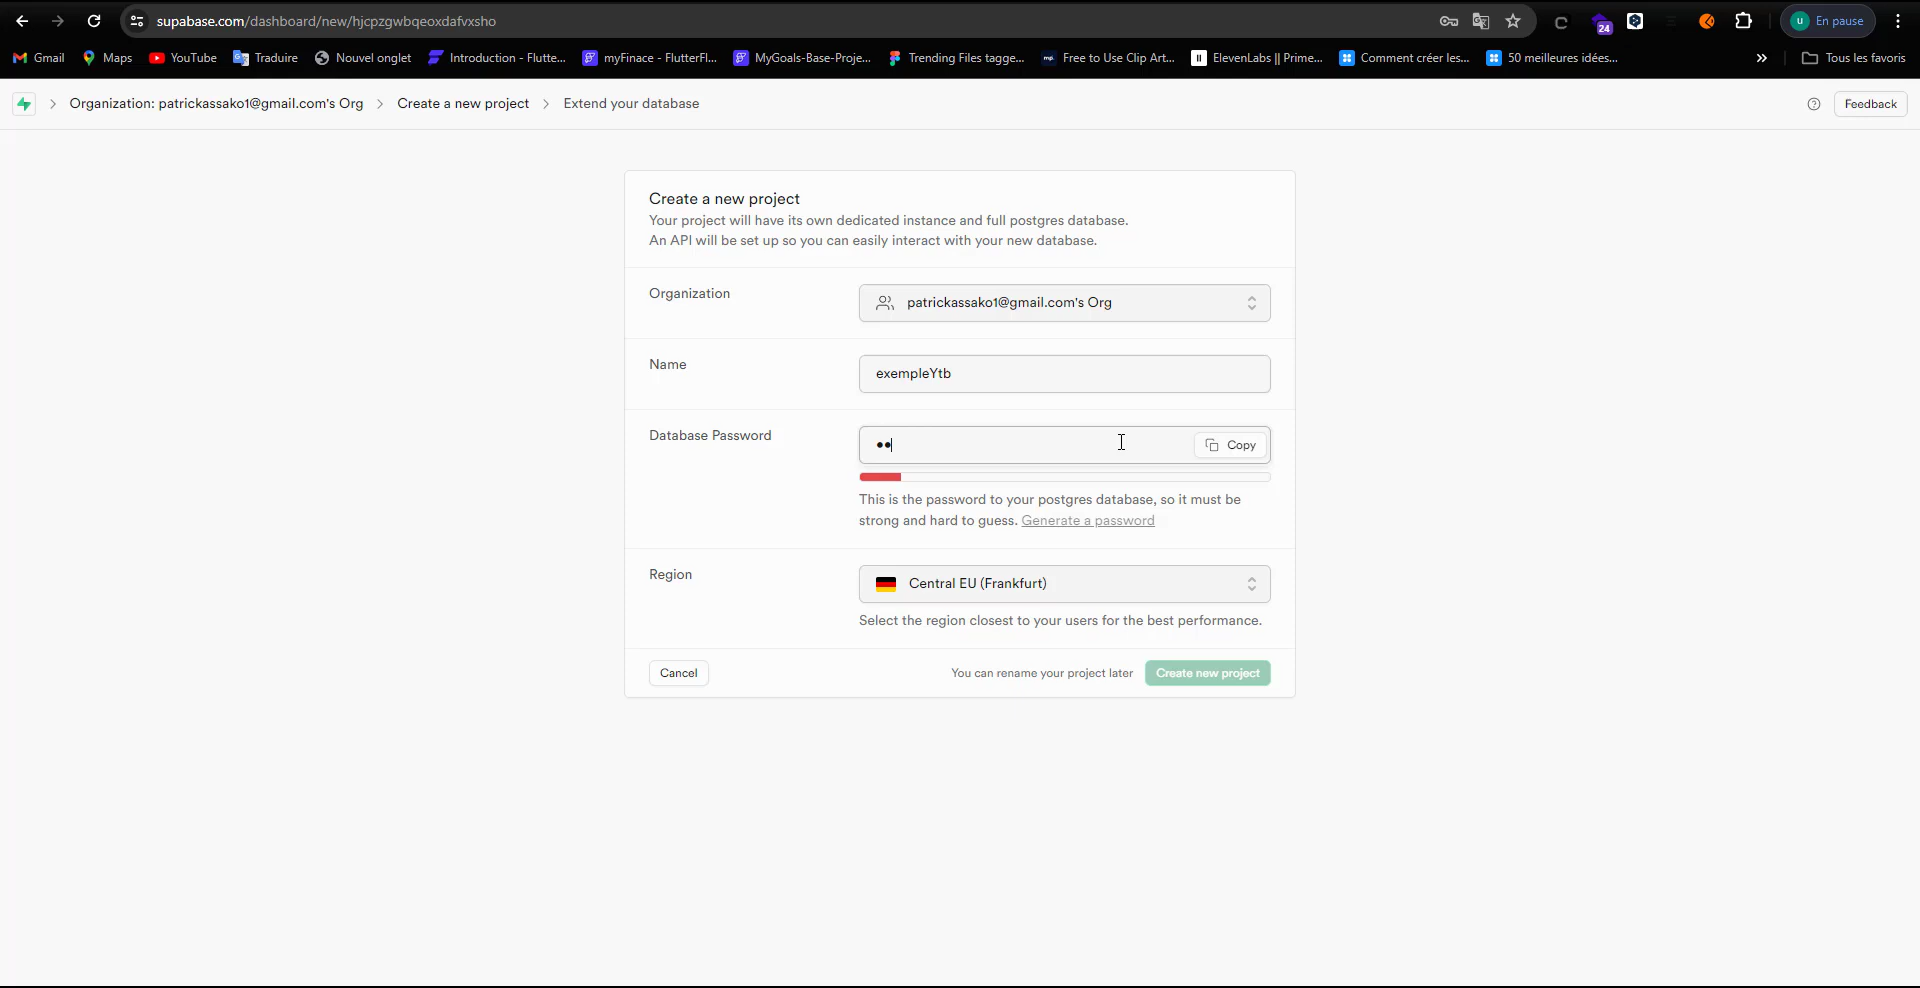 supabase.com/dashboard/new/hjcpzgwbqeoxdafvxsho
24
u En pause
Gmail Maps YouTube Traduire Nouvel onglet Introduction - Flutte... myFinace - FlutterFl... MyGoals-Base-Proje... Trending Files tagge... Free to Use Clip Art... ElevenLabs || Prime... Comment créer les... 50 meilleures idées... » Tous les favoris
Organization: patrickassako1@gmail.com's Org > Create a new project > Extend your database
Feedback
Create a new project
Your project will have its own dedicated instance and full postgres database.
An API will be set up so you can easily interact with your new database.
Organization
patrickassako1@gmail.com's Org
Name
exempleYtb
Database Password
••
Copy
This is the password to your postgres database, so it must be
strong and hard to guess. Generate a password
Region
Central EU (Frankfurt)
Select the region closest to your users for the best performance.
Cancel
You can rename your project later
Create new project